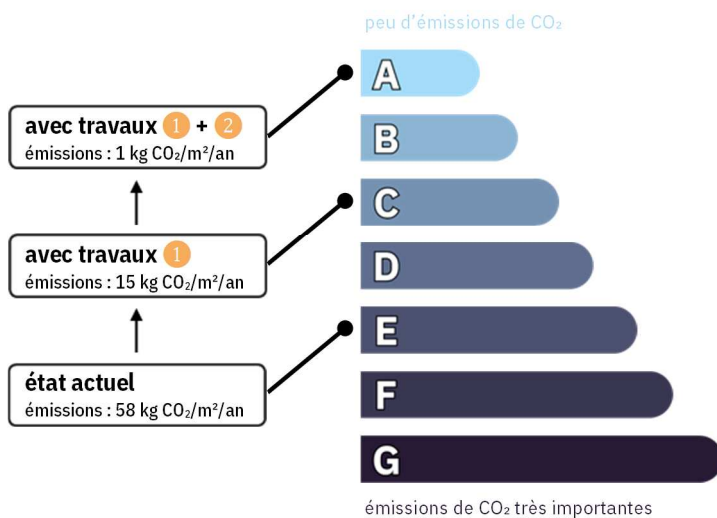 peu d'émissions de CO₂
A
avec travaux 1 + 2
émissions : 1 kg CO₂/m²/an
B
C
avec travaux 1
émissions : 15 kg CO₂/m²/an
D
E
état actuel
émissions : 58 kg CO₂/m²/an
F
G
émissions de CO₂ très importantes